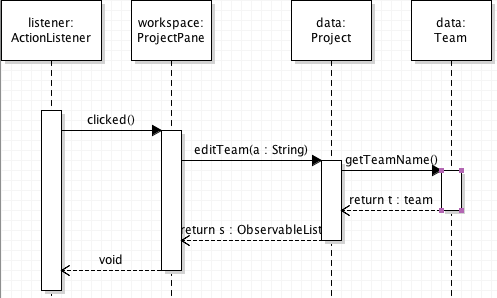 listener:
ActionListener
workspace:
ProjectPane
data:
Project
data:
Team
clicked()
editTeam(a : String)
getTeamName()
return t : team
return s : ObservableList
void